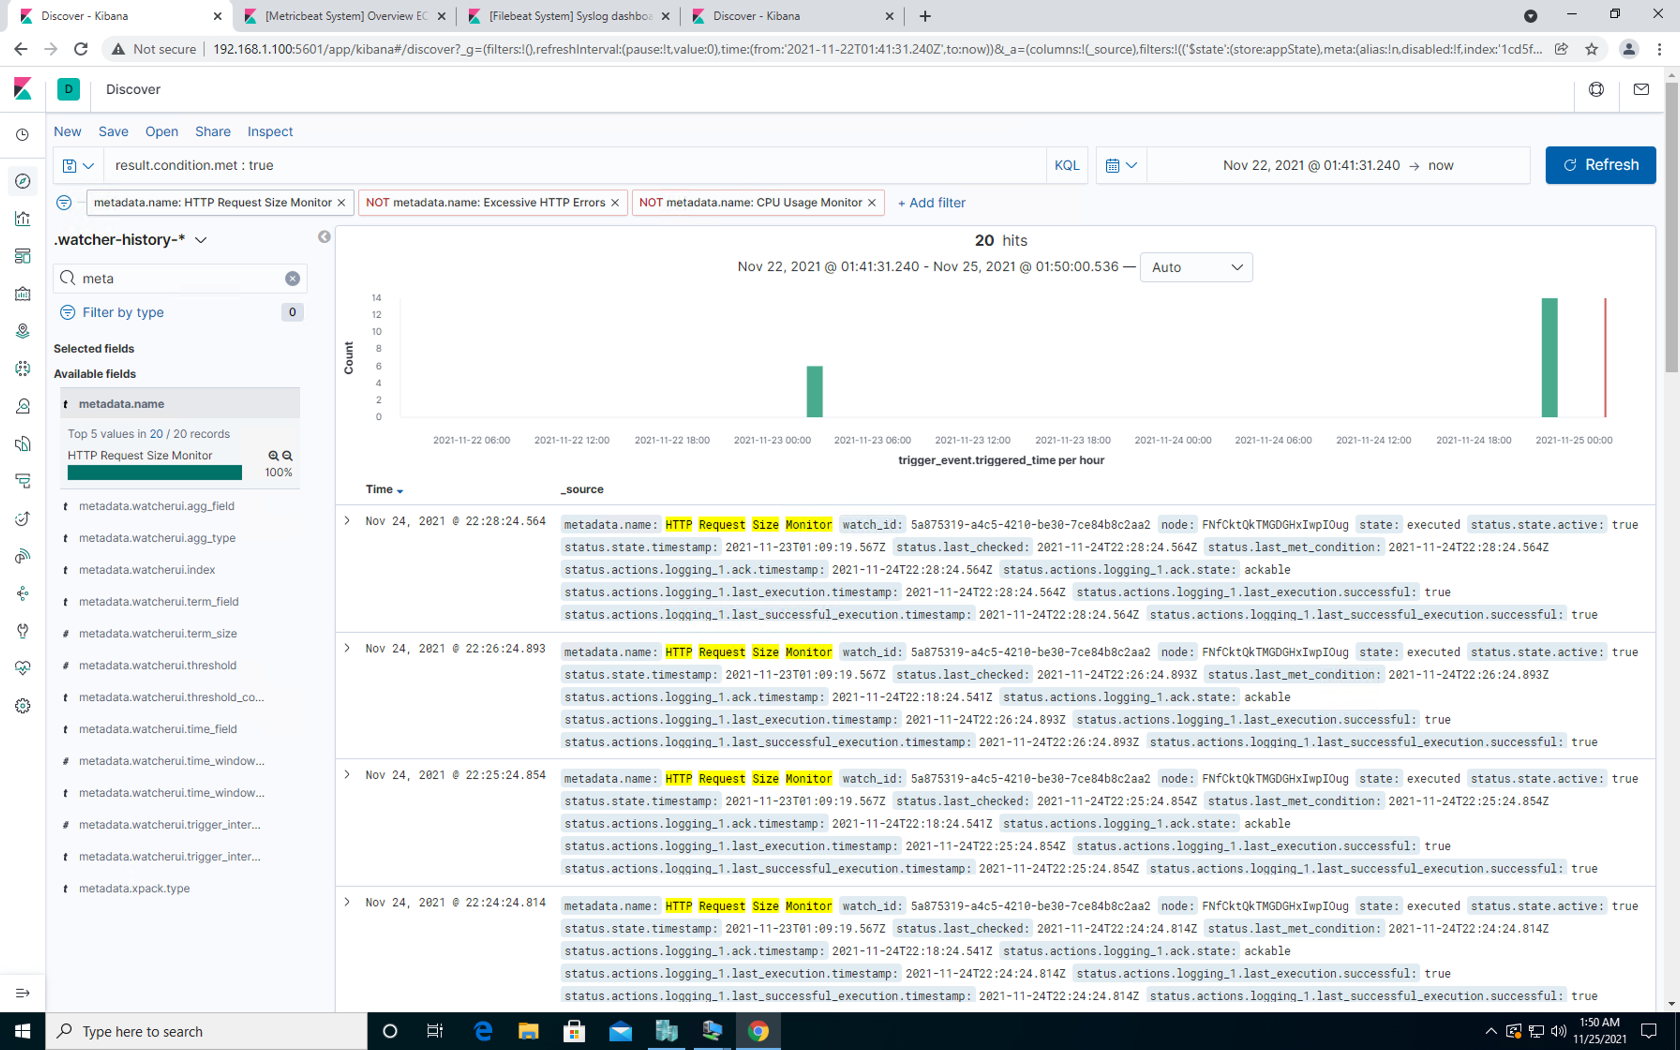 Discover - Kibana
[Metricbeat System] Overview EC
[Filebeat System] Syslog dashboa
Discover - Kibana
Not secure
192.168.1.100:5601/app/kibana#/discover?_g=(filters:!(),refreshInterval:(pause:!t,value:0),time:(from:'2021-11-22T01:41:31.240Z',to:now))&_a=(columns:!(_source),filters:!(('$state':(store:appState),meta:(alias:!n,disabled:!f,index:'1cd5f...
D
Discover
New Save Open Share Inspect
result.condition.met : true
KQL
Nov 22, 2021 @ 01:41:31.240 → now
Refresh
metadata.name: HTTP Request Size Monitor ×
NOT metadata.name: Excessive HTTP Errors ×
NOT metadata.name: CPU Usage Monitor ×
+ Add filter
.watcher-history-*
meta
Filter by type 0
Selected fields
Available fields
t metadata.name
Top 5 values in 20 / 20 records
HTTP Request Size Monitor
100%
t metadata.watcherui.agg_field
t metadata.watcherui.agg_type
t metadata.watcherui.index
t metadata.watcherui.term_field
# metadata.watcherui.term_size
# metadata.watcherui.threshold
t metadata.watcherui.threshold_co...
t metadata.watcherui.time_field
# metadata.watcherui.time_window...
t metadata.watcherui.time_window...
# metadata.watcherui.trigger_inter...
t metadata.watcherui.trigger_inter...
t metadata.xpack.type
20 hits
Nov 22, 2021 @ 01:41:31.240 - Nov 25, 2021 @ 01:50:00.536 —
Auto
Count
14
12
10
8
6
4
2
0
2021-11-22 06:00 2021-11-22 12:00 2021-11-22 18:00 2021-11-23 00:00 2021-11-23 06:00 2021-11-23 12:00 2021-11-23 18:00 2021-11-24 00:00 2021-11-24 06:00 2021-11-24 12:00 2021-11-24 18:00 2021-11-25 00:00
trigger_event.triggered_time per hour
Time _source
Nov 24, 2021 @ 22:28:24.564
metadata.name: HTTP Request Size Monitor watch_id: 5a875319-a4c5-4210-be30-7ce84b8c2aa2 node: FNfCktQkTMGDGHxIwpIOug state: executed status.state.active: true
status.state.timestamp: 2021-11-23T01:09:19.567Z status.last_checked: 2021-11-24T22:28:24.564Z status.last_met_condition: 2021-11-24T22:28:24.564Z
status.actions.logging_1.ack.timestamp: 2021-11-24T22:28:24.564Z status.actions.logging_1.ack.state: ackable
status.actions.logging_1.last_execution.timestamp: 2021-11-24T22:28:24.564Z status.actions.logging_1.last_execution.successful: true
status.actions.logging_1.last_successful_execution.timestamp: 2021-11-24T22:28:24.564Z status.actions.logging_1.last_successful_execution.successful: true
Nov 24, 2021 @ 22:26:24.893
metadata.name: HTTP Request Size Monitor watch_id: 5a875319-a4c5-4210-be30-7ce84b8c2aa2 node: FNfCktQkTMGDGHxIwpIOug state: executed status.state.active: true
status.state.timestamp: 2021-11-23T01:09:19.567Z status.last_checked: 2021-11-24T22:26:24.893Z status.last_met_condition: 2021-11-24T22:26:24.893Z
status.actions.logging_1.ack.timestamp: 2021-11-24T22:18:24.541Z status.actions.logging_1.ack.state: ackable
status.actions.logging_1.last_execution.timestamp: 2021-11-24T22:26:24.893Z status.actions.logging_1.last_execution.successful: true
status.actions.logging_1.last_successful_execution.timestamp: 2021-11-24T22:26:24.893Z status.actions.logging_1.last_successful_execution.successful: true
Nov 24, 2021 @ 22:25:24.854
metadata.name: HTTP Request Size Monitor watch_id: 5a875319-a4c5-4210-be30-7ce84b8c2aa2 node: FNfCktQkTMGDGHxIwpIOug state: executed status.state.active: true
status.state.timestamp: 2021-11-23T01:09:19.567Z status.last_checked: 2021-11-24T22:25:24.854Z status.last_met_condition: 2021-11-24T22:25:24.854Z
status.actions.logging_1.ack.timestamp: 2021-11-24T22:18:24.541Z status.actions.logging_1.ack.state: ackable
status.actions.logging_1.last_execution.timestamp: 2021-11-24T22:25:24.854Z status.actions.logging_1.last_execution.successful: true
status.actions.logging_1.last_successful_execution.timestamp: 2021-11-24T22:25:24.854Z status.actions.logging_1.last_successful_execution.successful: true
Nov 24, 2021 @ 22:24:24.814
metadata.name: HTTP Request Size Monitor watch_id: 5a875319-a4c5-4210-be30-7ce84b8c2aa2 node: FNfCktQkTMGDGHxIwpIOug state: executed status.state.active: true
status.state.timestamp: 2021-11-23T01:09:19.567Z status.last_checked: 2021-11-24T22:24:24.814Z status.last_met_condition: 2021-11-24T22:24:24.814Z
status.actions.logging_1.ack.timestamp: 2021-11-24T22:18:24.541Z status.actions.logging_1.ack.state: ackable
status.actions.logging_1.last_execution.timestamp: 2021-11-24T22:24:24.814Z status.actions.logging_1.last_execution.successful: true
status.actions.logging_1.last_successful_execution.timestamp: 2021-11-24T22:24:24.814Z status.actions.logging_1.last_successful_execution.successful: true
Type here to search
1:50 AM
11/25/2021